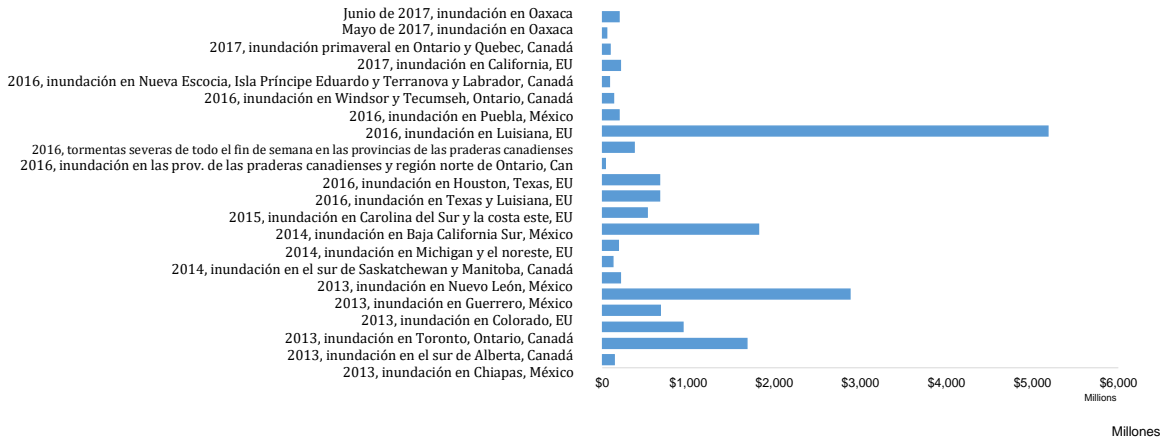 Junio de 2017, inundación en Oaxaca
Mayo de 2017, inundación en Oaxaca
2017, inundación primaveral en Ontario y Quebec, Canadá
2017, inundación en California, EU
2016, inundación en Nueva Escocia, Isla Príncipe Eduardo y Terranova y Labrador, Canadá
2016, inundación en Windsor y Tecumseh, Ontario, Canadá
2016, inundación en Puebla, México
2016, inundación en Luisiana, EU
2016, tormentas severas de todo el fin de semana en las provincias de las praderas canadienses
2016, inundación en las prov. de las praderas canadienses y región norte de Ontario, Can
2016, inundación en Houston, Texas, EU
2016, inundación en Texas y Luisiana, EU
2015, inundación en Carolina del Sur y la costa este, EU
2014, inundación en Baja California Sur, México
2014, inundación en Michigan y el noreste, EU
2014, inundación en el sur de Saskatchewan y Manitoba, Canadá
2013, inundación en Nuevo León, México
2013, inundación en Guerrero, México
2013, inundación en Colorado, EU
2013, inundación en Toronto, Ontario, Canadá
2013, inundación en el sur de Alberta, Canadá
2013, inundación en Chiapas, México
$0 $1,000 $2,000 $3,000 $4,000 $5,000 $6,000
Millions
Millones